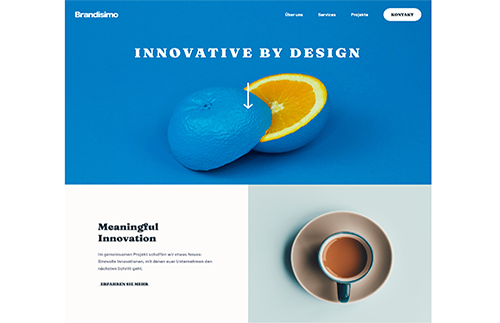 Brandisimo
Über uns
Services
Projekte
KONTAKT
INNOVATIVE BY DESIGN
Meaningful
Innovation
Im gemeinsamen Projekt schaffen wir etwas Neues:
Sinnvolle Innovationen, mit denen euer Unternehmen den
nächsten Schritt geht.
ERFAHREN SIE MEHR